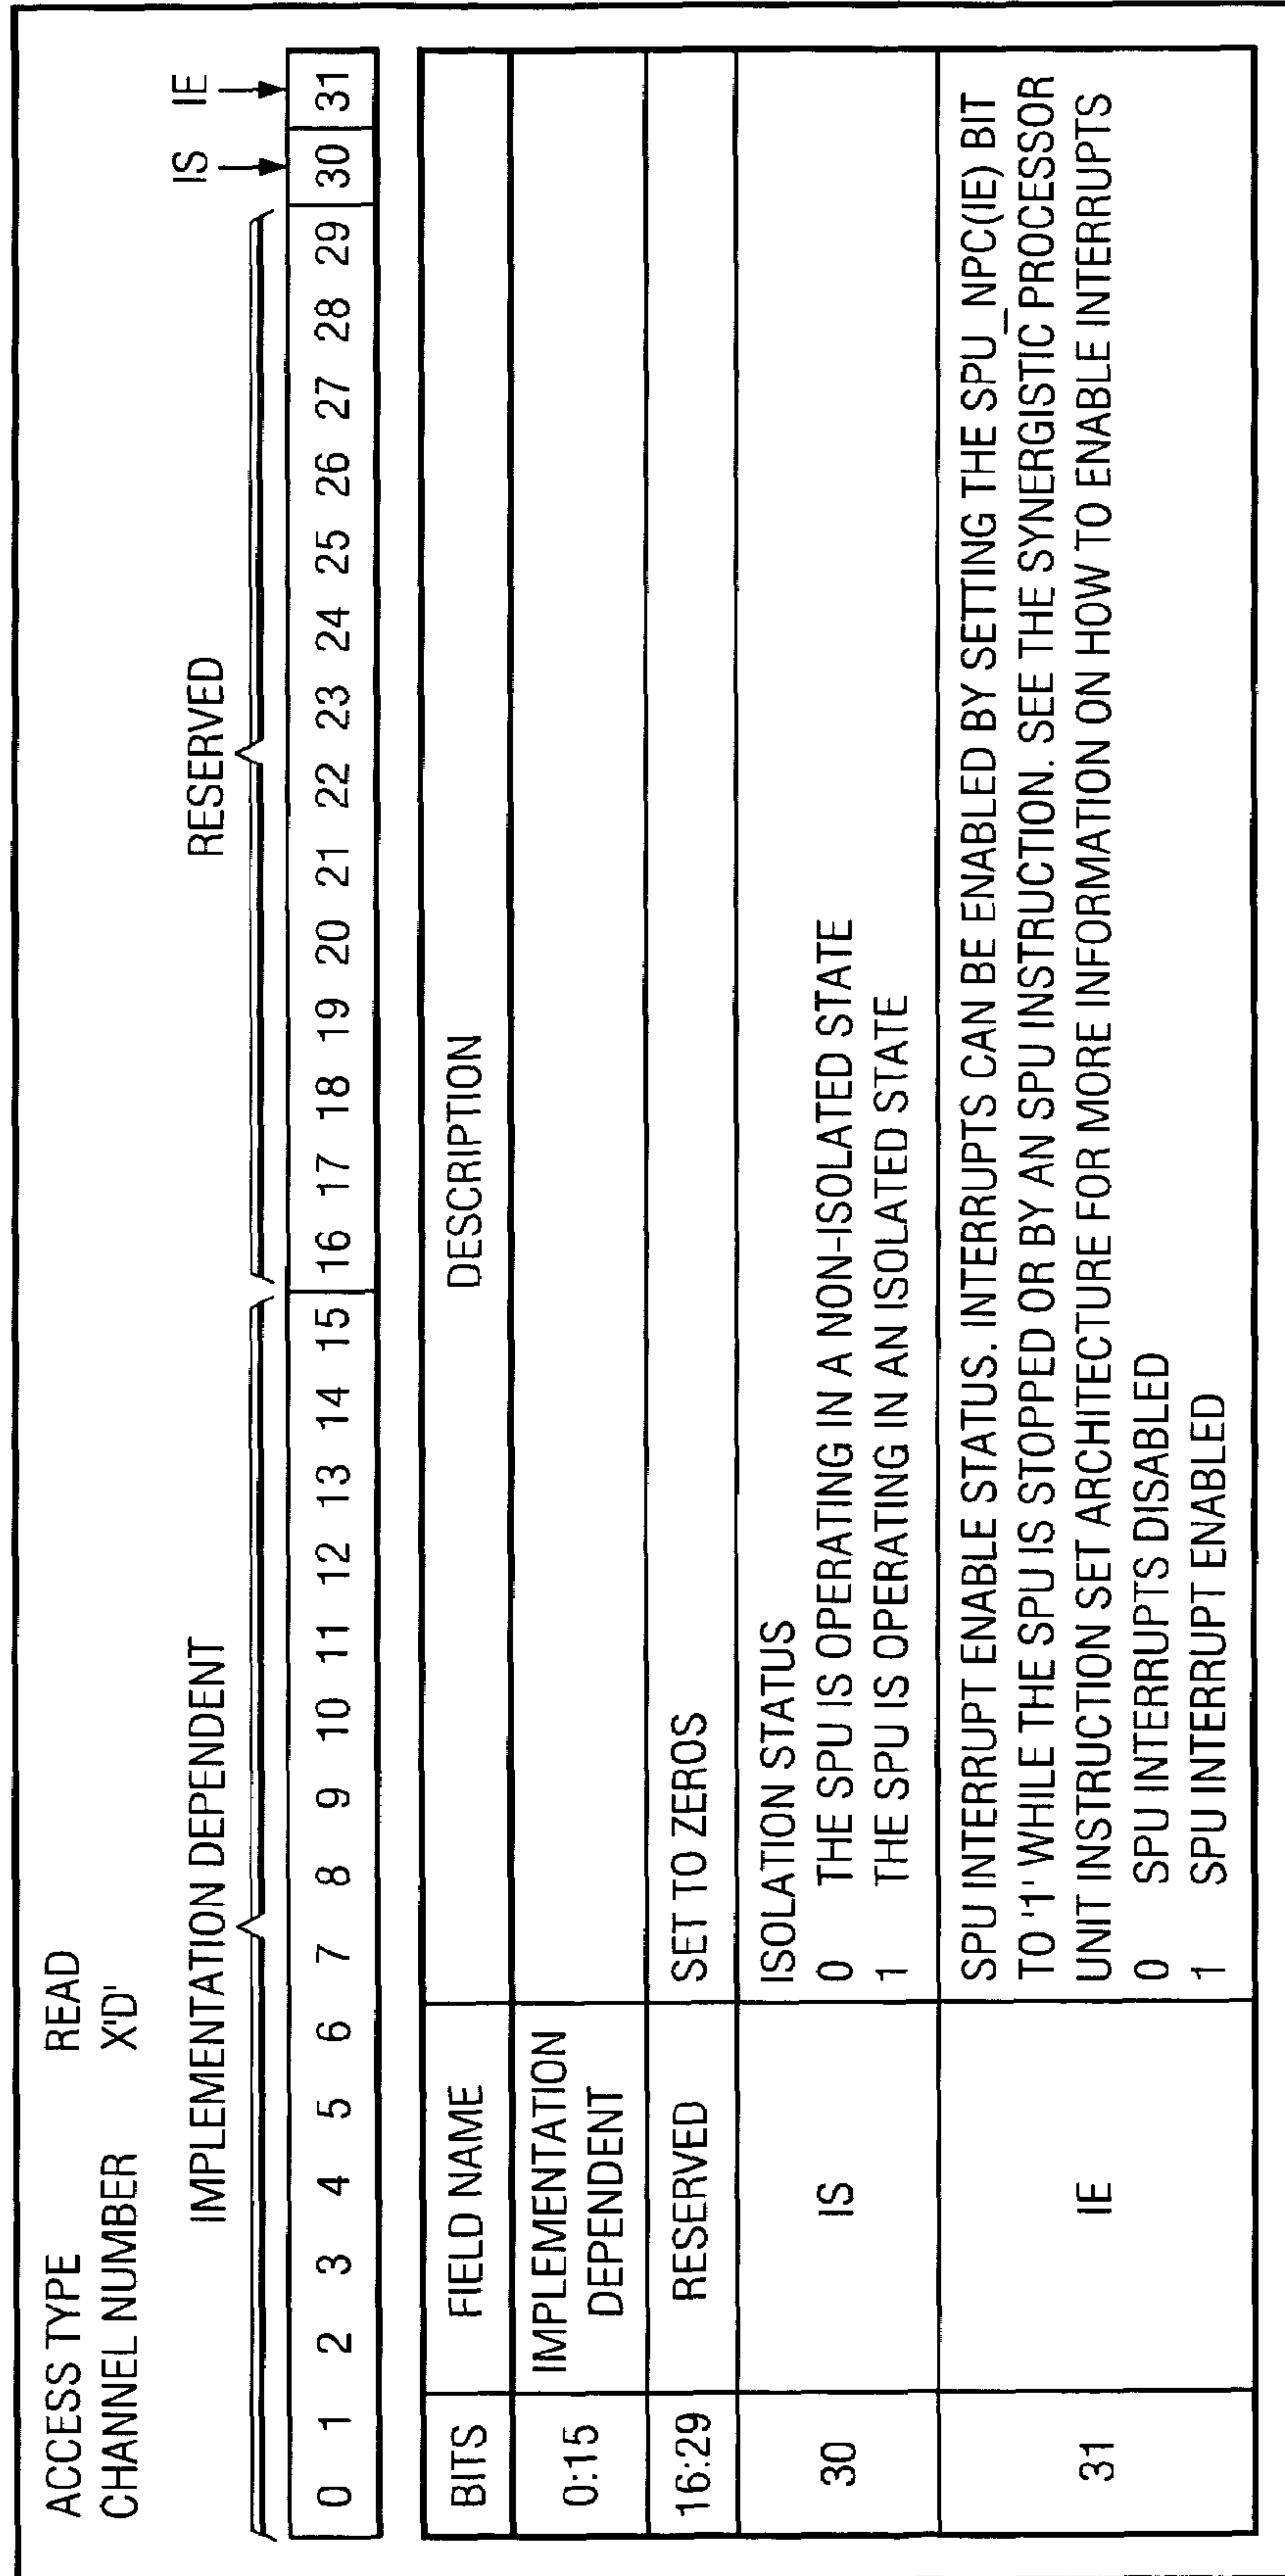 ACCESS TYPE READ
CHANNEL NUMBER X'D'
IS IE
IMPLEMENTATION DEPENDENT RESERVED
0 1 2 3 4 5 6 7 8 9 10 11 12 13 14 15 16 17 18 19 20 21 22 23 24 25 26 27 28 29 30 31
BITS FIELD NAME DESCRIPTION
0:15 IMPLEMENTATION
DEPENDENT
16:29 RESERVED SET TO ZEROS
30 IS ISOLATION STATUS
0 THE SPU IS OPERATING IN A NON-ISOLATED STATE
1 THE SPU IS OPERATING IN AN ISOLATED STATE
31 IE SPU INTERRUPT ENABLE STATUS. INTERRUPTS CAN BE ENABLED BY SETTING THE SPU_NPC(IE) BIT
TO '1' WHILE THE SPU IS STOPPED OR BY AN SPU INSTRUCTION. SEE THE SYNERGISTIC PROCESSOR
UNIT INSTRUCTION SET ARCHITECTURE FOR MORE INFORMATION ON HOW TO ENABLE INTERRUPTS
0 SPU INTERRUPTS DISABLED
1 SPU INTERRUPT ENABLED